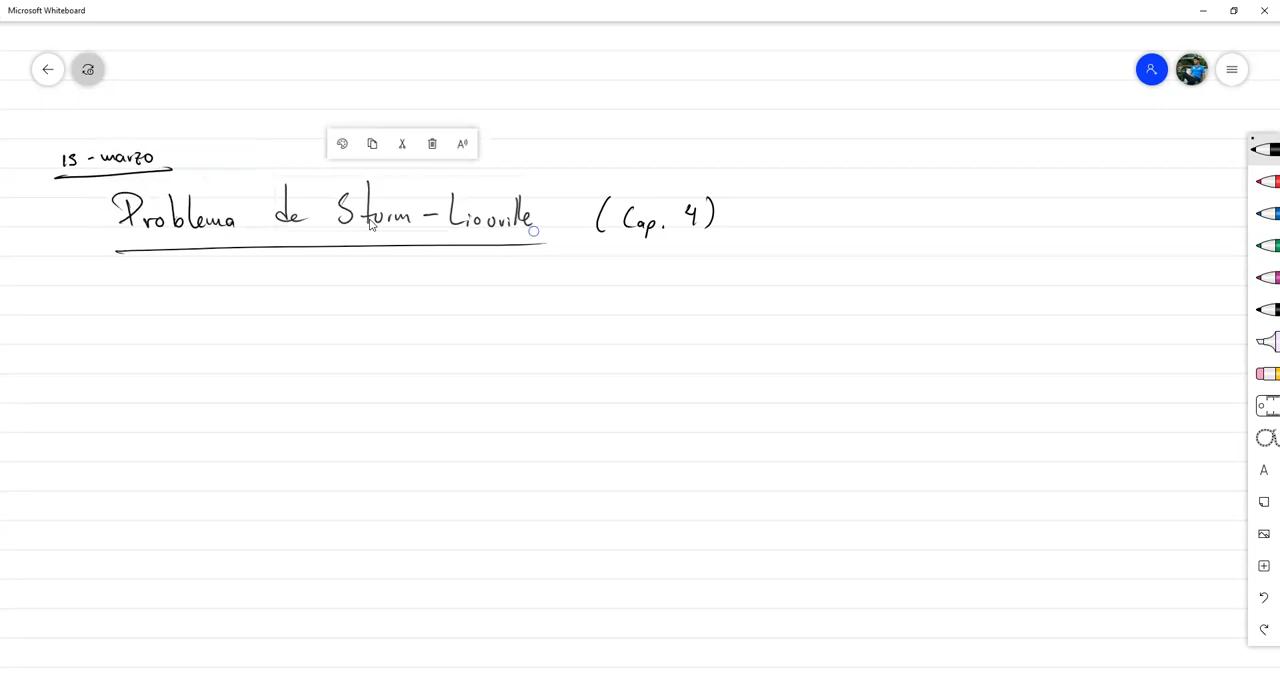 Microsoft Whiteboard
15 - marzo
Problema de Sturm - Liouville (Cap. 4)